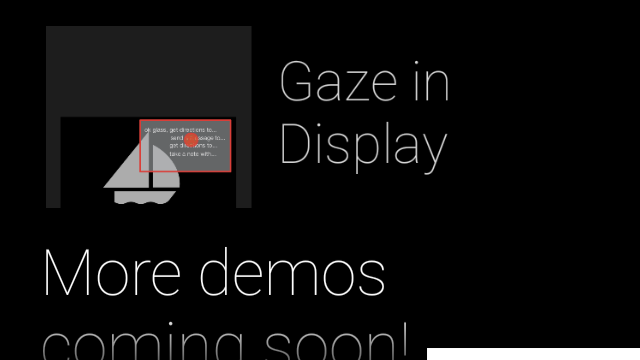 Gaze in
Display
ok glass, get directions to...
send a message to...
get directions to...
take a note with...
More demos
coming soon!